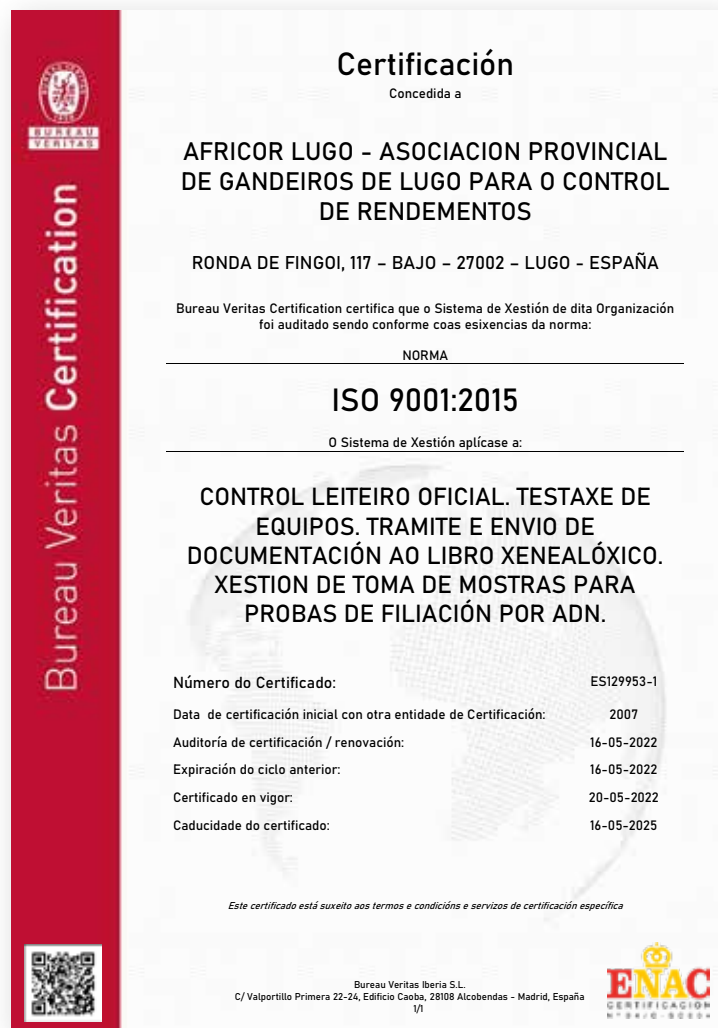 Certificación
Concedida a
AFRICOR LUGO - ASOCIACION PROVINCIAL
DE GANDEIROS DE LUGO PARA O CONTROL
DE RENDEMENTOS
RONDA DE FINGOI, 117 – BAJO – 27002 – LUGO - ESPAÑA
Bureau Veritas Certification certifica que o Sistema de Xestión de dita Organización
foi auditado sendo conforme coas esixencias da norma:
NORMA
ISO 9001:2015
O Sistema de Xestión aplícase a:
CONTROL LEITEIRO OFICIAL. TESTAXE DE
EQUIPOS. TRAMITE E ENVIO DE
DOCUMENTACIÓN AO LIBRO XENEALÓXICO.
XESTION DE TOMA DE MOSTRAS PARA
PROBAS DE FILIACIÓN POR ADN.
Número do Certificado: ES129953-1
Data de certificación inicial con otra entidade de Certificación: 2007
Auditoría de certificación / renovación: 16-05-2022
Expiración do ciclo anterior: 16-05-2022
Certificado en vigor: 20-05-2022
Caducidade do certificado: 16-05-2025
Este certificado está suxeito aos termos e condicións e servizos de certificación específica
Bureau Veritas Iberia S.L.
C/ Valportillo Primera 22-24, Edificio Caoba, 28108 Alcobendas - Madrid, España
1/1
BUREAU
VERITAS
Bureau Veritas Certification
ENAC
CERTIFICACIÓN